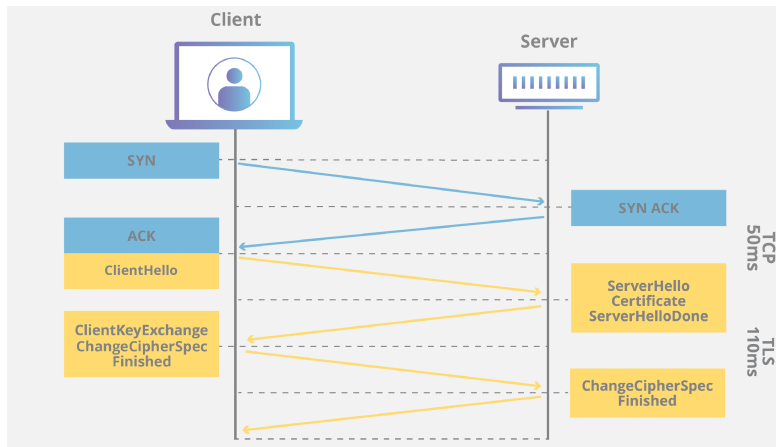 Client
Server
SYN
SYN ACK
ACK
ClientHello
TCP
50ms
ServerHello
Certificate
ServerHelloDone
ClientKeyExchange
ChangeCipherSpec
Finished
TLS
110ms
ChangeCipherSpec
Finished